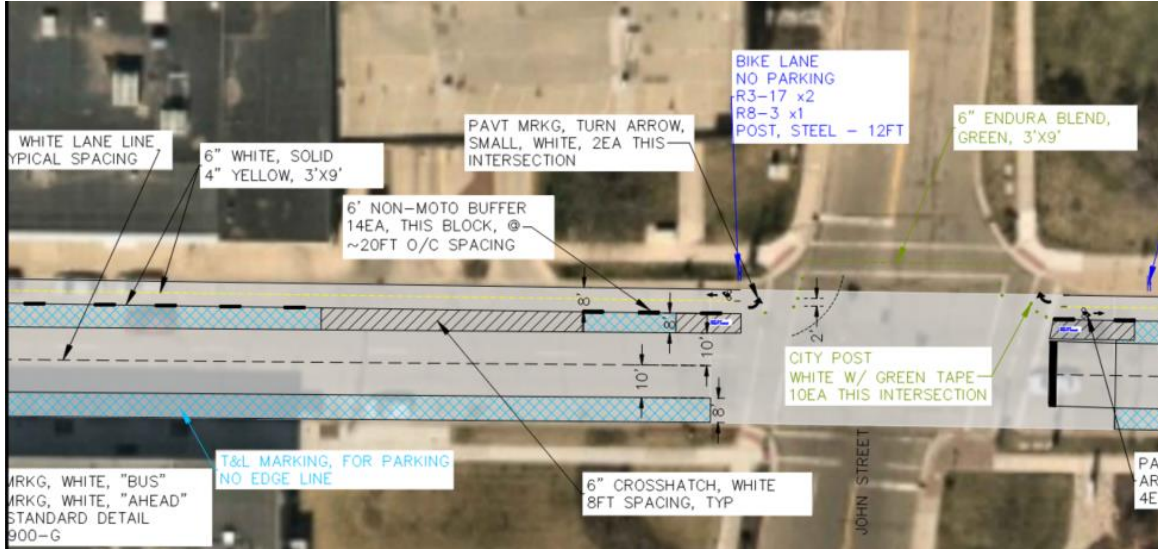 BIKE LANE
NO PARKING
R3-17 x2
R8-3 x1
POST, STEEL - 12FT
6" ENDURA BLEND,
GREEN, 3'X9'
PAVT MRKG, TURN ARROW,
SMALL, WHITE, 2EA THIS
INTERSECTION
WHITE LANE LINE
YPICAL SPACING
6" WHITE, SOLID
4" YELLOW, 3'X9'
6' NON-MOTO BUFFER
14EA, THIS BLOCK, @
~20FT O/C SPACING
8'
8'
10'
10'
8'
2'
CITY POST
WHITE W/ GREEN TAPE
10EA THIS INTERSECTION
T&L MARKING, FOR PARKING
NO EDGE LINE
6" CROSSHATCH, WHITE
8FT SPACING, TYP
MRKG, WHITE, "BUS"
MRKG, WHITE, "AHEAD"
STANDARD DETAIL
900-G
JOHN STREET
PA
AR
4E